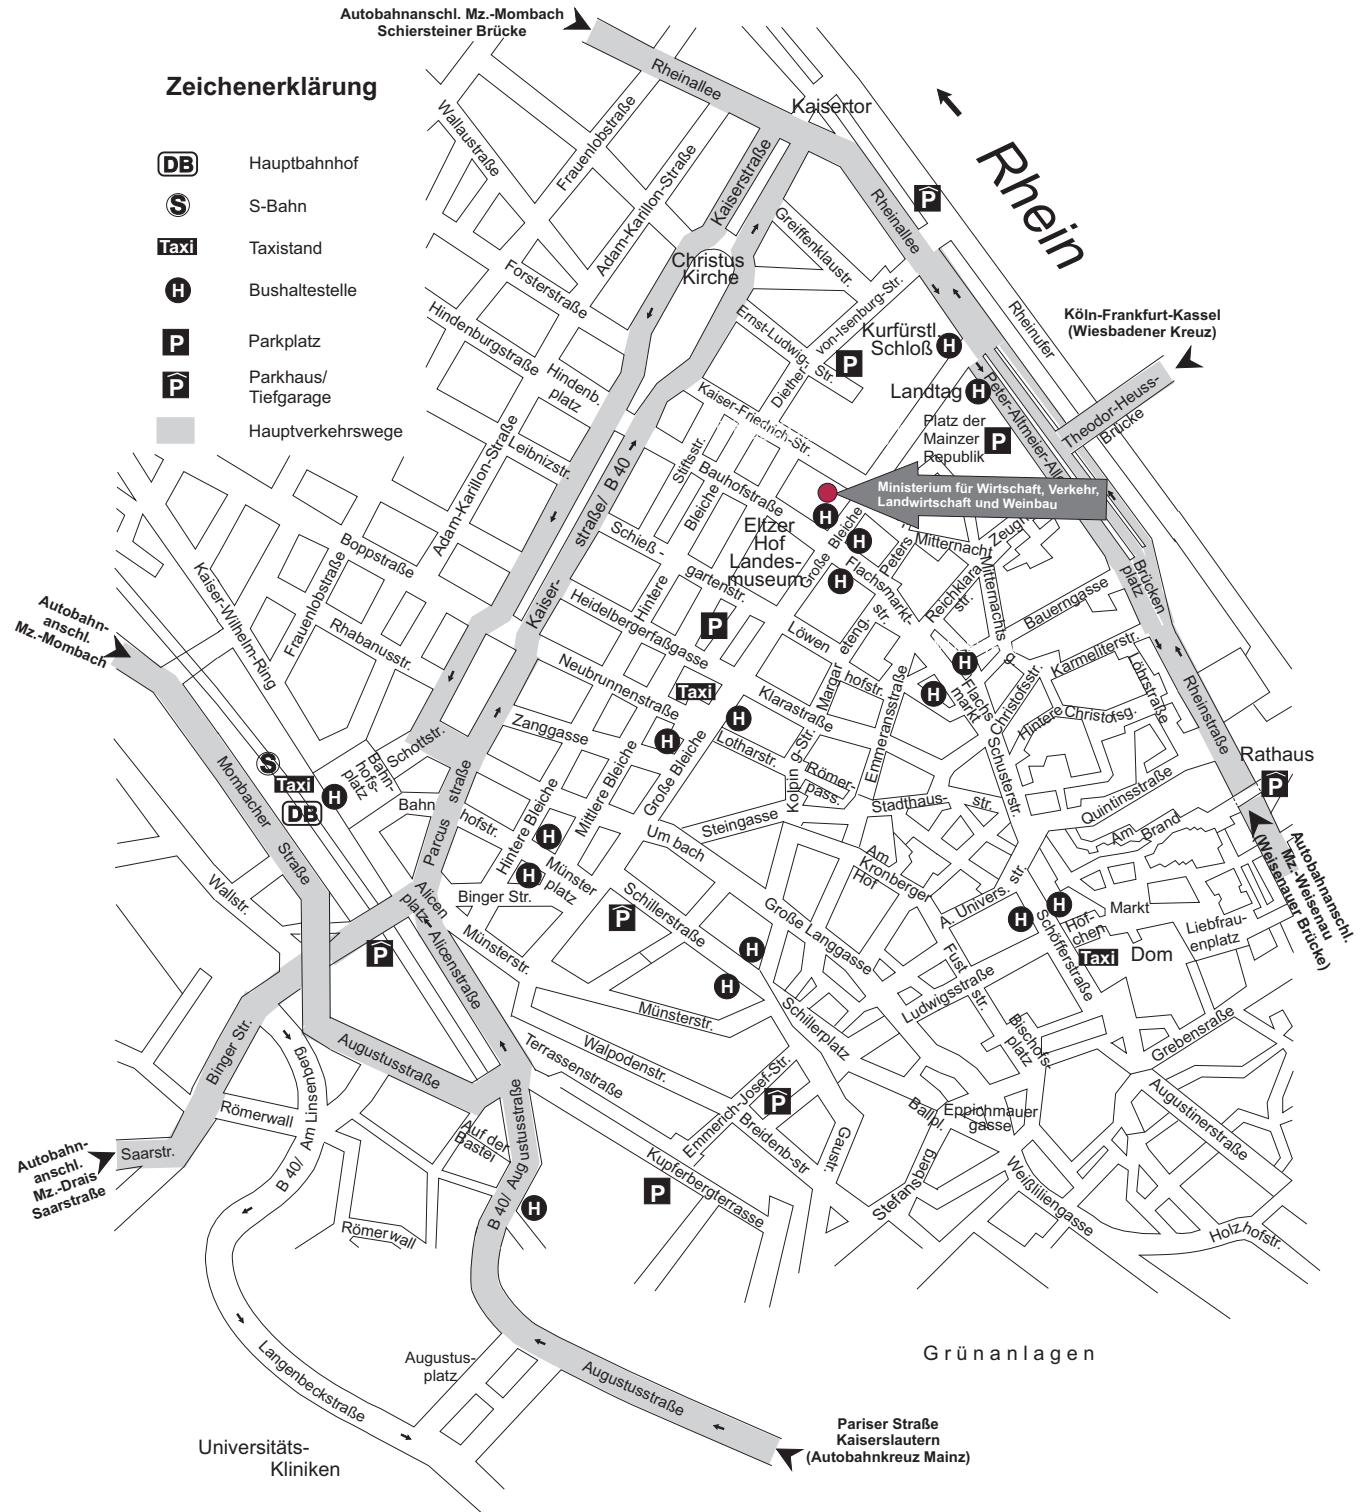 Autobahnanschl. Mz.-Mombach
Schiersteiner Brücke
Zeichenerklärung
DB Hauptbahnhof
S S-Bahn
Taxi Taxistand
H Bushaltestelle
P Parkplatz
P Parkhaus/
Tiefgarage
Hauptverkehrswege
Rheinallee
Kaisertor
Rhein
Wallaustraße
Frauenlobstraße
Adam-Karillon-Straße
Kaiserstraße
Greiffenklaustr.
Rheinallee
P
Christus
Kirche
Forsterstraße
Hindenburgstraße
Hindenb.
platz
Ernst-Ludwig-
Str.
Diether-
von-Isenburg-Str.
P
Kurfürstl.
Schloß
H
Rheinufer
Köln-Frankfurt-Kassel
(Wiesbadener Kreuz)
Landtag
H
Peter-Altmeier-Allee
Theodor-Heuss-
Brücke
Platz der
Mainzer
Republik
P
Kaiser-Friedrich-Str.
Adam-Karillon-Straße
Leibnizstr.
Kaiser-
straße/ B 40
Stiftsstr.
Bauhofstraße
Bleiche
Ministerium für Wirtschaft, Verkehr,
Landwirtschaft und Weinbau
H
H
H
Eltzer
Hof
Landes-
museum
Große
Bleiche
Peters
Mitternacht
Zeugh
Mitternachts
g.
Reichklara
str.
Flachsmarkt
str.
Bauerngasse
Brücken
platz
Schieß-
gartenstr.
Hintere
Heidelbergerfaßgasse
P
Löwen
hofstr.
Margar
eteng.
Boppstraße
Frauenlobstraße
Rhabanusstr.
Kaiser-Wilhelm-Ring
Autobahn-
anschl.
Mz.-Mombach
Neubrunnenstraße
Taxi
Zanggasse
Klarastraße
Lotharstr.
H
H
Emmeransstraße
H
H
Flachs
markt
Christofsstr.
Hintere Christofsg.
Karmeliterstr.
Löhrstraße
Rheinstraße
Rathaus
P
Schottstr.
Bahn-
hofs-
platz
S
Taxi
DB
H
Mombacher
Straße
Bahn
hofstr.
Parcus
straße
Hintere Bleiche
Mittlere Bleiche
Große Bleiche
Kolpin g-Str.
Römer-
pass.
Steingasse
Stadthaus-
str.
Schusterstr.
Quintinsstraße
Am
Brand
Um bach
H
H
Münster
platz
Binger Str.
Alicen
platz
Am
Kronberger
Hof
A. Univers.
str.
H
H
Höf-
chen
Markt
Liebfrau-
enplatz
Taxi
Dom
Schöfferstraße
Autobahnanschl.
Mz.-Weisenau
(Weisenauer Brücke)
Wallstr.
P
Alicenstraße
Münsterstr.
P
Schillerstraße
H
H
Große Langgasse
Fust
str.
Ludwigsstraße
Bischofs-
platz
Grebensraße
Münsterstr.
Schillerplatz
Walpodenstr.
Terrassenstraße
Emmerich-Josef-Str.
P
Breidenb-str
Gaustr.
Ballpl.
Eppichmauer
gasse
Augustinerstraße
Weißliliengasse
Stefansberg
Holzhofstr.
Binger Str.
Augustusstraße
Römerwall
B 40/ Am Linsenberg
Auf der
Bastei
B 40/ Aug ustusstraße
H
Kupferbergterrasse
P
Autobahn-
anschl.
Mz.-Drais
Saarstraße
Saarstr.
Römerwall
Langenbeckstraße
Augustus-
platz
Augustusstraße
Grünanlagen
Universitäts-
Kliniken
Pariser Straße
Kaiserslautern
(Autobahnkreuz Mainz)